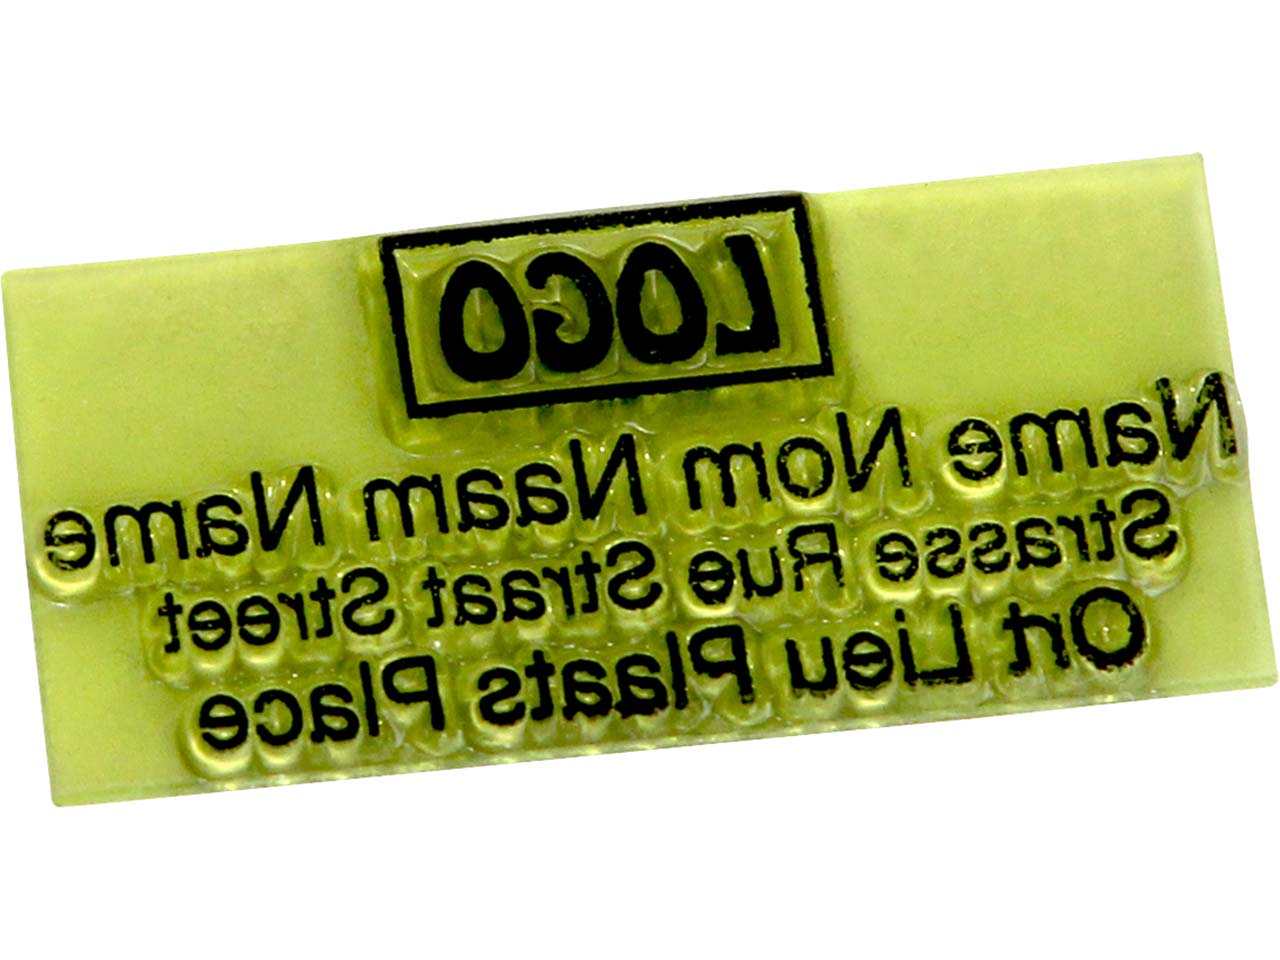 LOGO
Name Nom Naam Name
Strasse Rue Straat Street
Ort Lieu Plaats Place